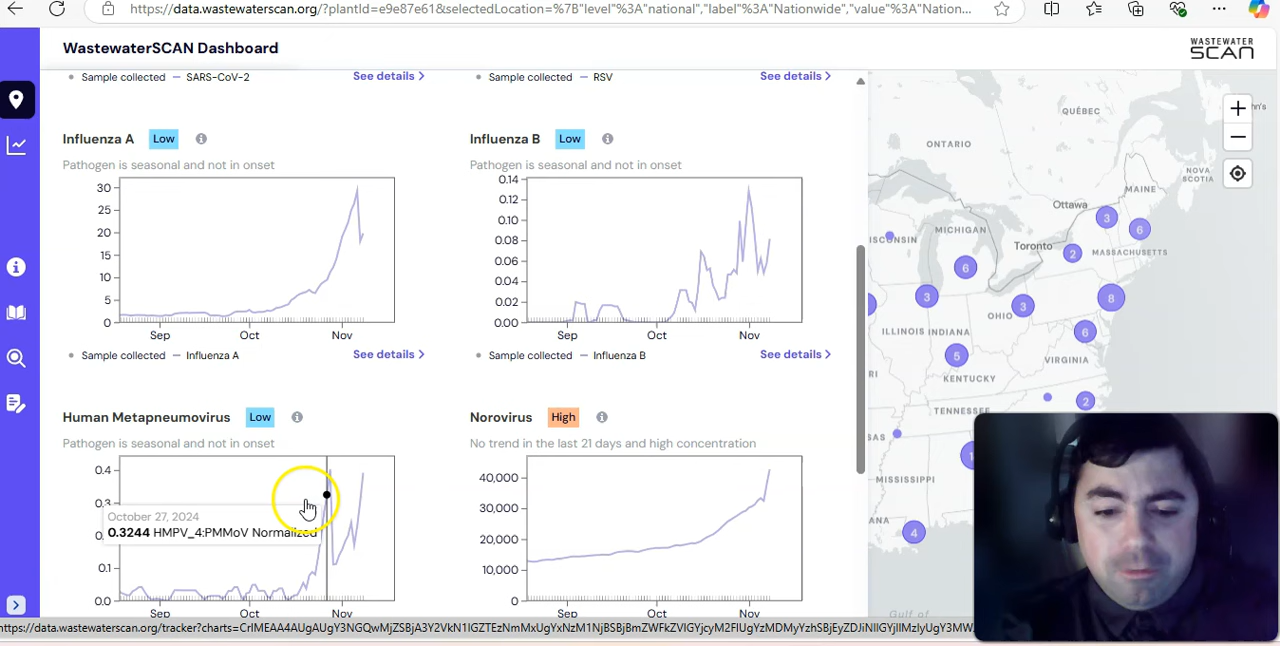 https://data.wastewaterscan.org/?plantId=e9e87e61&selectedLocation=%7B"level"%3A"national","label"%3A"Nationwide","value"%3A"Nation...
WastewaterSCAN Dashboard
WASTEWATER
SCAN
Sample collected SARS-CoV-2 See details >
Sample collected RSV See details >
Influenza A Low
Pathogen is seasonal and not in onset
30
25
20
15
10
5
0
Sep Oct Nov
Sample collected Influenza A See details >
Influenza B Low
Pathogen is seasonal and not in onset
0.14
0.12
0.10
0.08
0.06
0.04
0.02
0.00
Sep Oct Nov
Sample collected Influenza B See details >
Human Metapneumovirus Low
Pathogen is seasonal and not in onset
0.4
0.3
October 27, 2024
0.3244 HMPV_4:PMMoV Normalized
0.1
0.0
Sep Oct Nov
Norovirus High
No trend in the last 21 days and high concentration
40,000
30,000
20,000
10,000
0
Sep Oct Nov
QUÉBEC
ONTARIO
NOVA
SCOTIA
MAINE
Ottawa
6
MICHIGAN
Toronto
2
MASSACHUSETTS
6
3
3
8
OHIO
ILLINOIS INDIANA
6
5
VIRGINIA
KENTUCKY
2
TENNESSEE
MISSISSIPPI
4
Gulf of